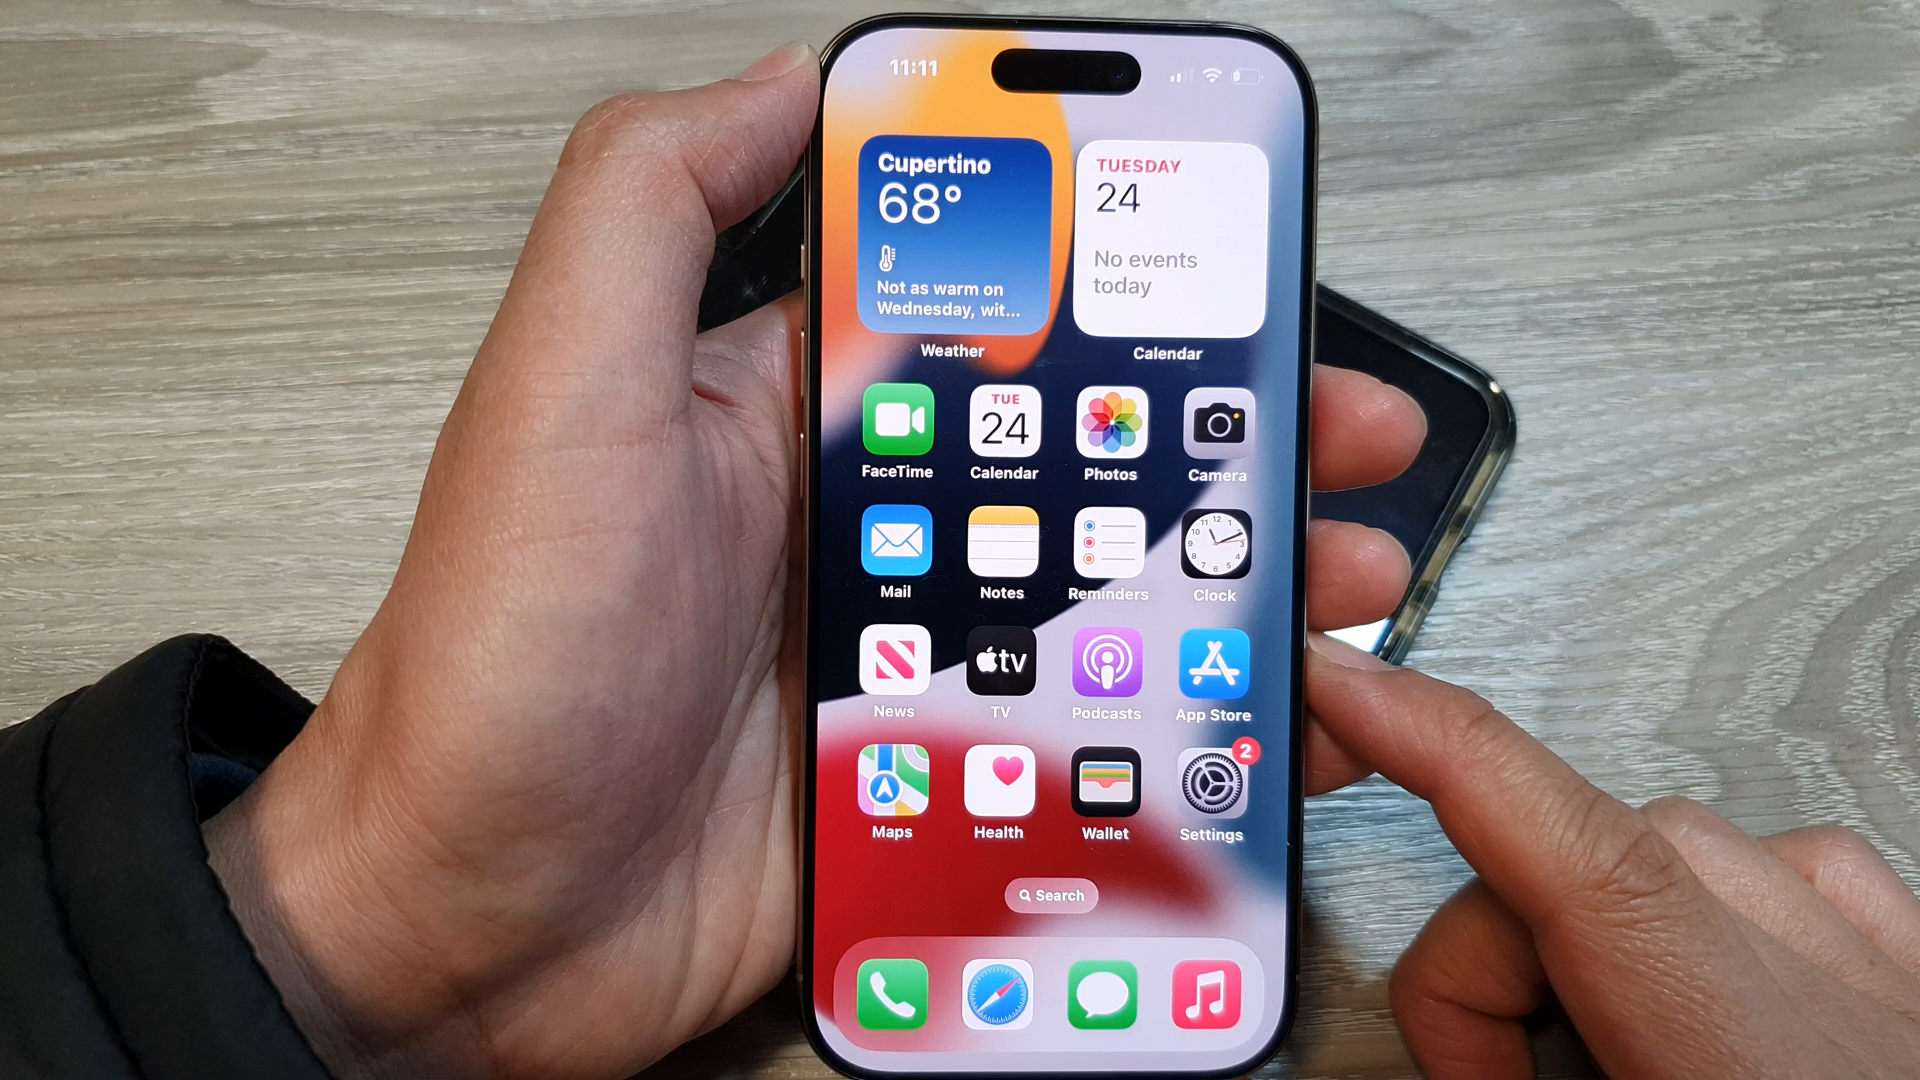 11:11
Cupertino
68°
Not as warm on
Wednesday, wit...
Weather
TUESDAY
24
No events
today
Calendar
TUE
24
FaceTime
Calendar
Photos
Camera
Mail
Notes
Reminders
Clock
tv
News
TV
Podcasts
App Store
2
Maps
Health
Wallet
Settings
Search